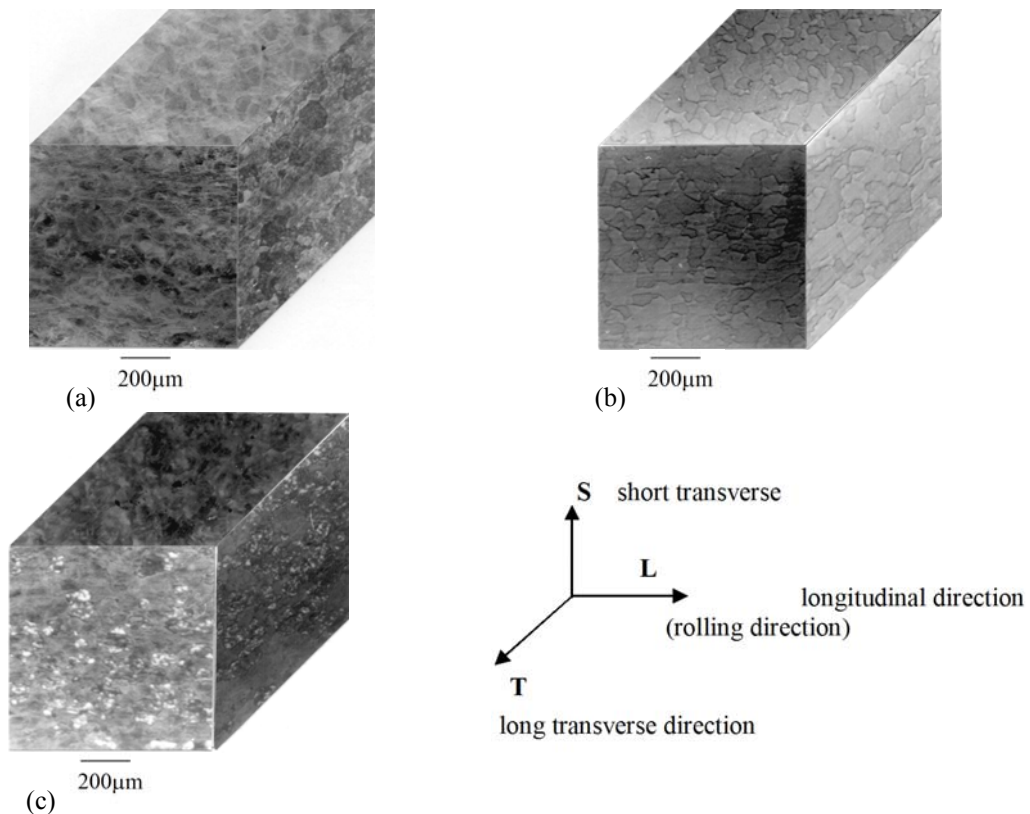 200μm
200μm
(a)
(b)
S short transverse
L
longitudinal direction
(rolling direction)
T
long transverse direction
200μm
(c)